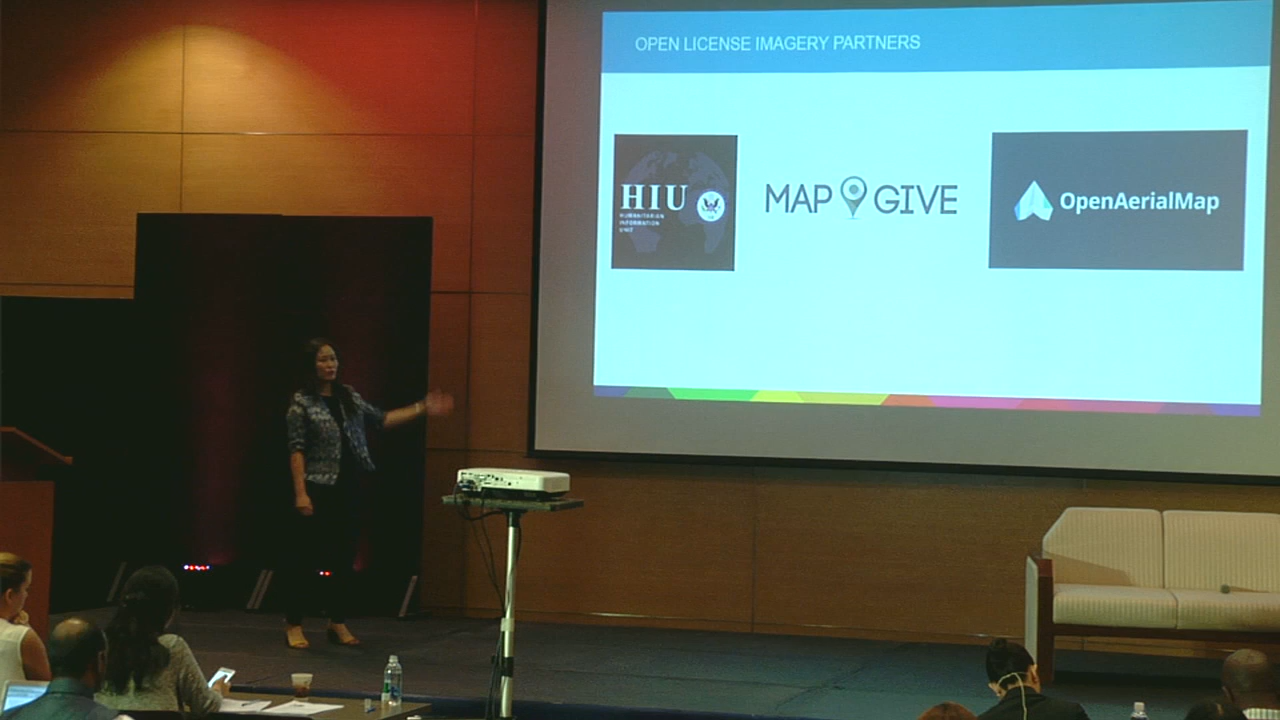 OPEN LICENSE IMAGERY PARTNERS
HIU
HUMANITARIAN
INFORMATION
UNIT
MAP GIVE
OpenAerialMap